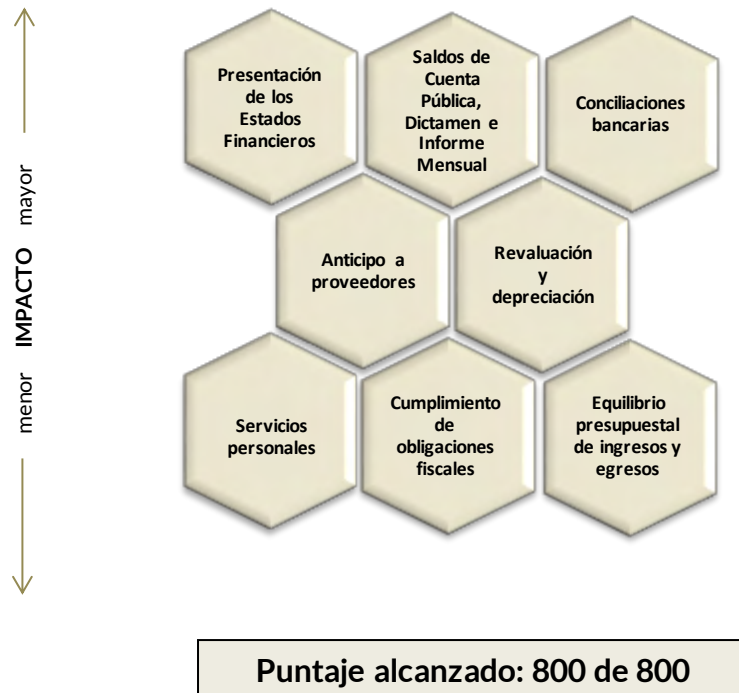 Presentación
de los
Estados
Financieros
Saldos de
Cuenta
Pública,
Dictamen e
Informe
Mensual
Conciliaciones
bancarias
Anticipo a
proveedores
Revaluación
y
depreciación
Servicios
personales
Cumplimiento
de
obligaciones
fiscales
Equilibrio
presupuestal
de ingresos y
egresos
menor IMPACTO mayor
Puntaje alcanzado: 800 de 800